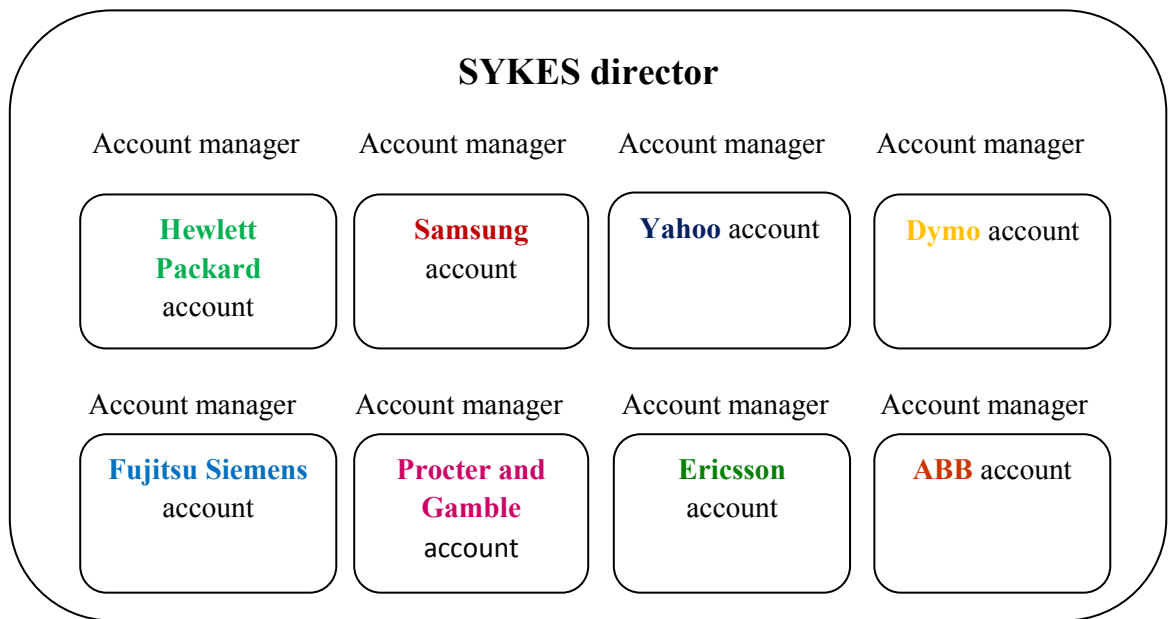 SYKES director
Account manager Account manager Account manager Account manager
Hewlett
Packard
account
Samsung
account
Yahoo account
Dymo account
Account manager Account manager Account manager Account manager
Fujitsu Siemens
account
Procter and
Gamble
account
Ericsson
account
ABB account